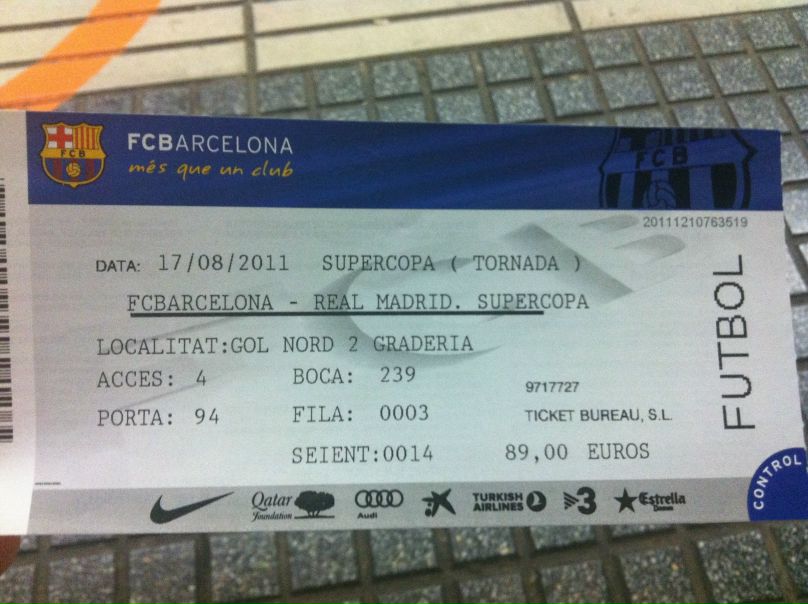 FCBARCELONA
més que un club
FCB
FCB
20111210763519
DATA: 17/08/2011 SUPERCOPA ( TORNADA )
FCBARCELONA - REAL MADRID. SUPERCOPA
LOCALITAT:GOL NORD 2 GRADERIA
ACCES: 4 BOCA: 239
9717727
PORTA: 94 FILA: 0003 TICKET BUREAU, S.L.
SEIENT:0014 89,00 EUROS
FUTBOL
CONTROL
Qatar Foundation
Audi
TURKISH AIRLINES
3
Estrella Damm